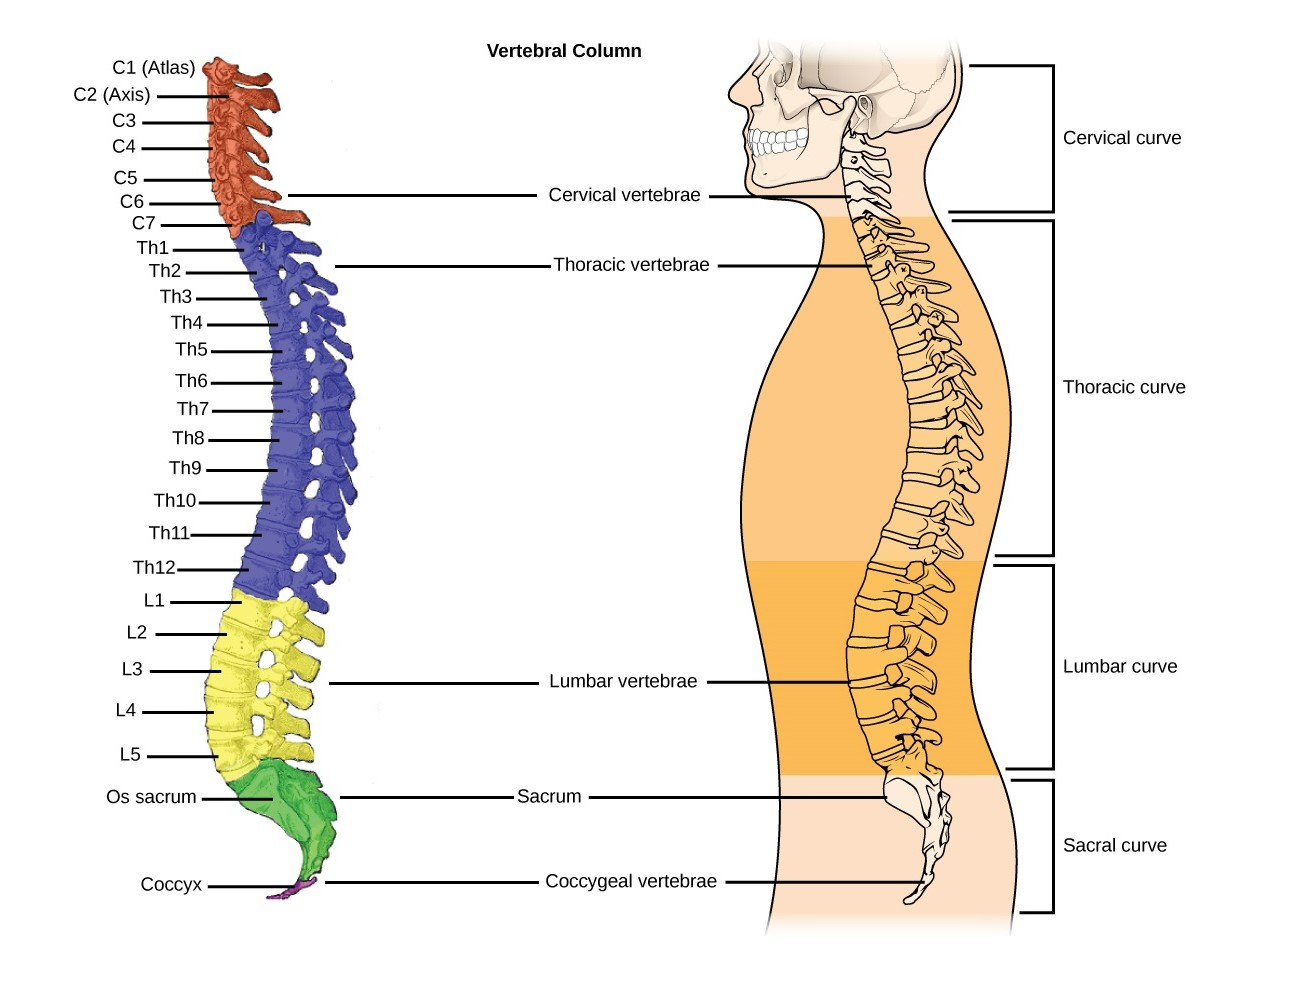 Vertebral Column
C1 (Atlas)
C2 (Axis)
C3
C4
C5
C6
C7
Th1
Th2
Th3
Th4
Th5
Th6
Th7
Th8
Th9
Th10
Th11
Th12
L1
L2
L3
L4
L5
Os sacrum
Coccyx
Cervical vertebrae
Thoracic vertebrae
Lumbar vertebrae
Sacrum
Coccygeal vertebrae
Cervical curve
Thoracic curve
Lumbar curve
Sacral curve